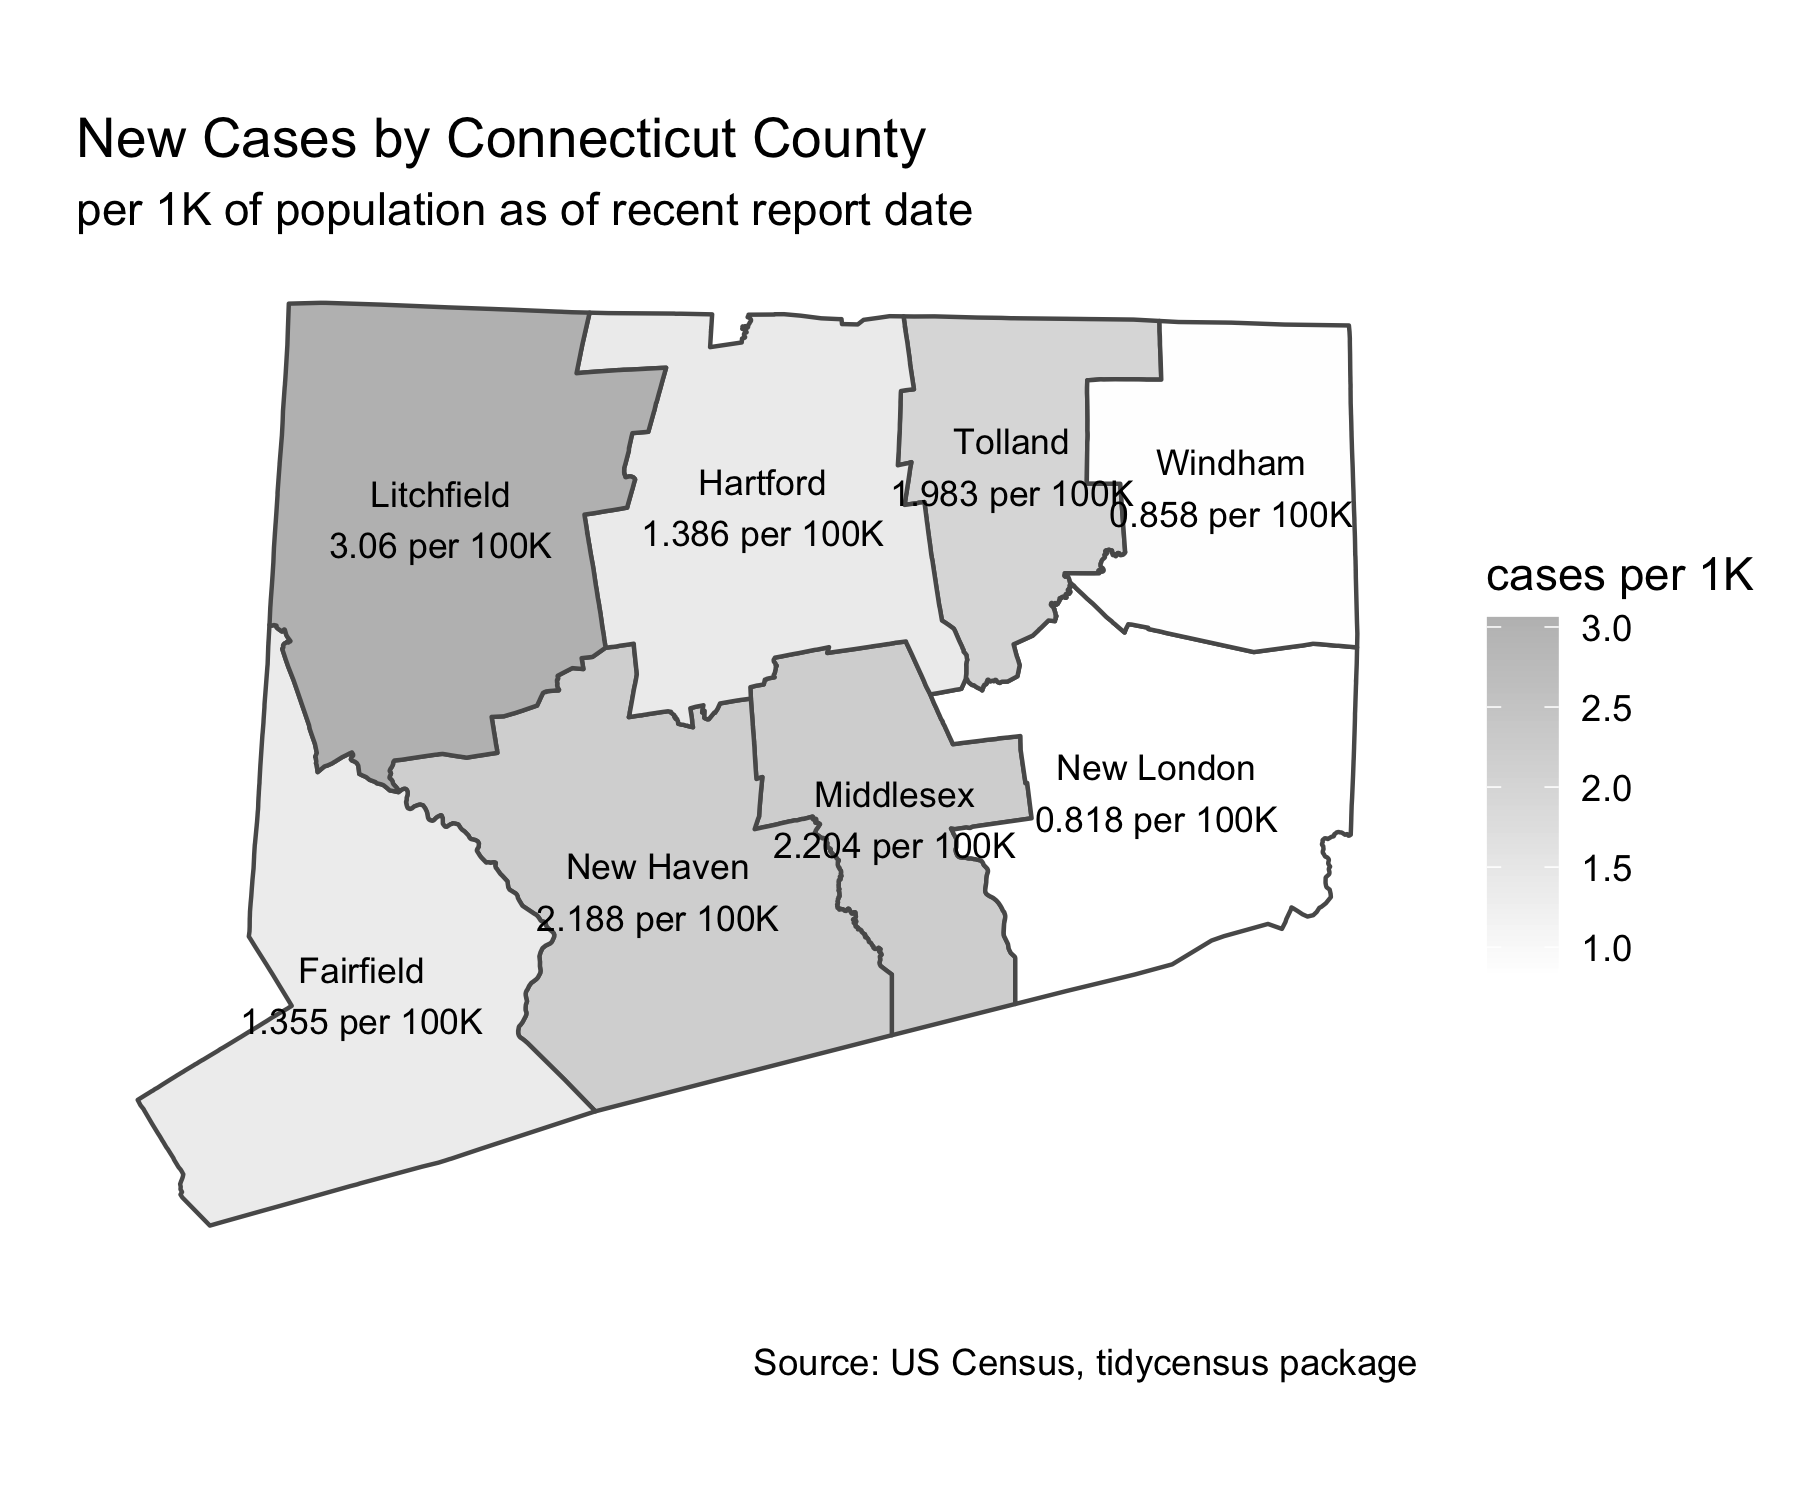 New Cases by Connecticut County
per 1K of population as of recent report date
Litchfield
3.06 per 100K
Hartford
1.386 per 100K
Tolland
1.983 per 100K
Windham
0.858 per 100K
Fairfield
1.355 per 100K
New Haven
2.188 per 100K
Middlesex
2.204 per 100K
New London
0.818 per 100K
cases per 1K
3.0
2.5
2.0
1.5
1.0
Source: US Census, tidycensus package